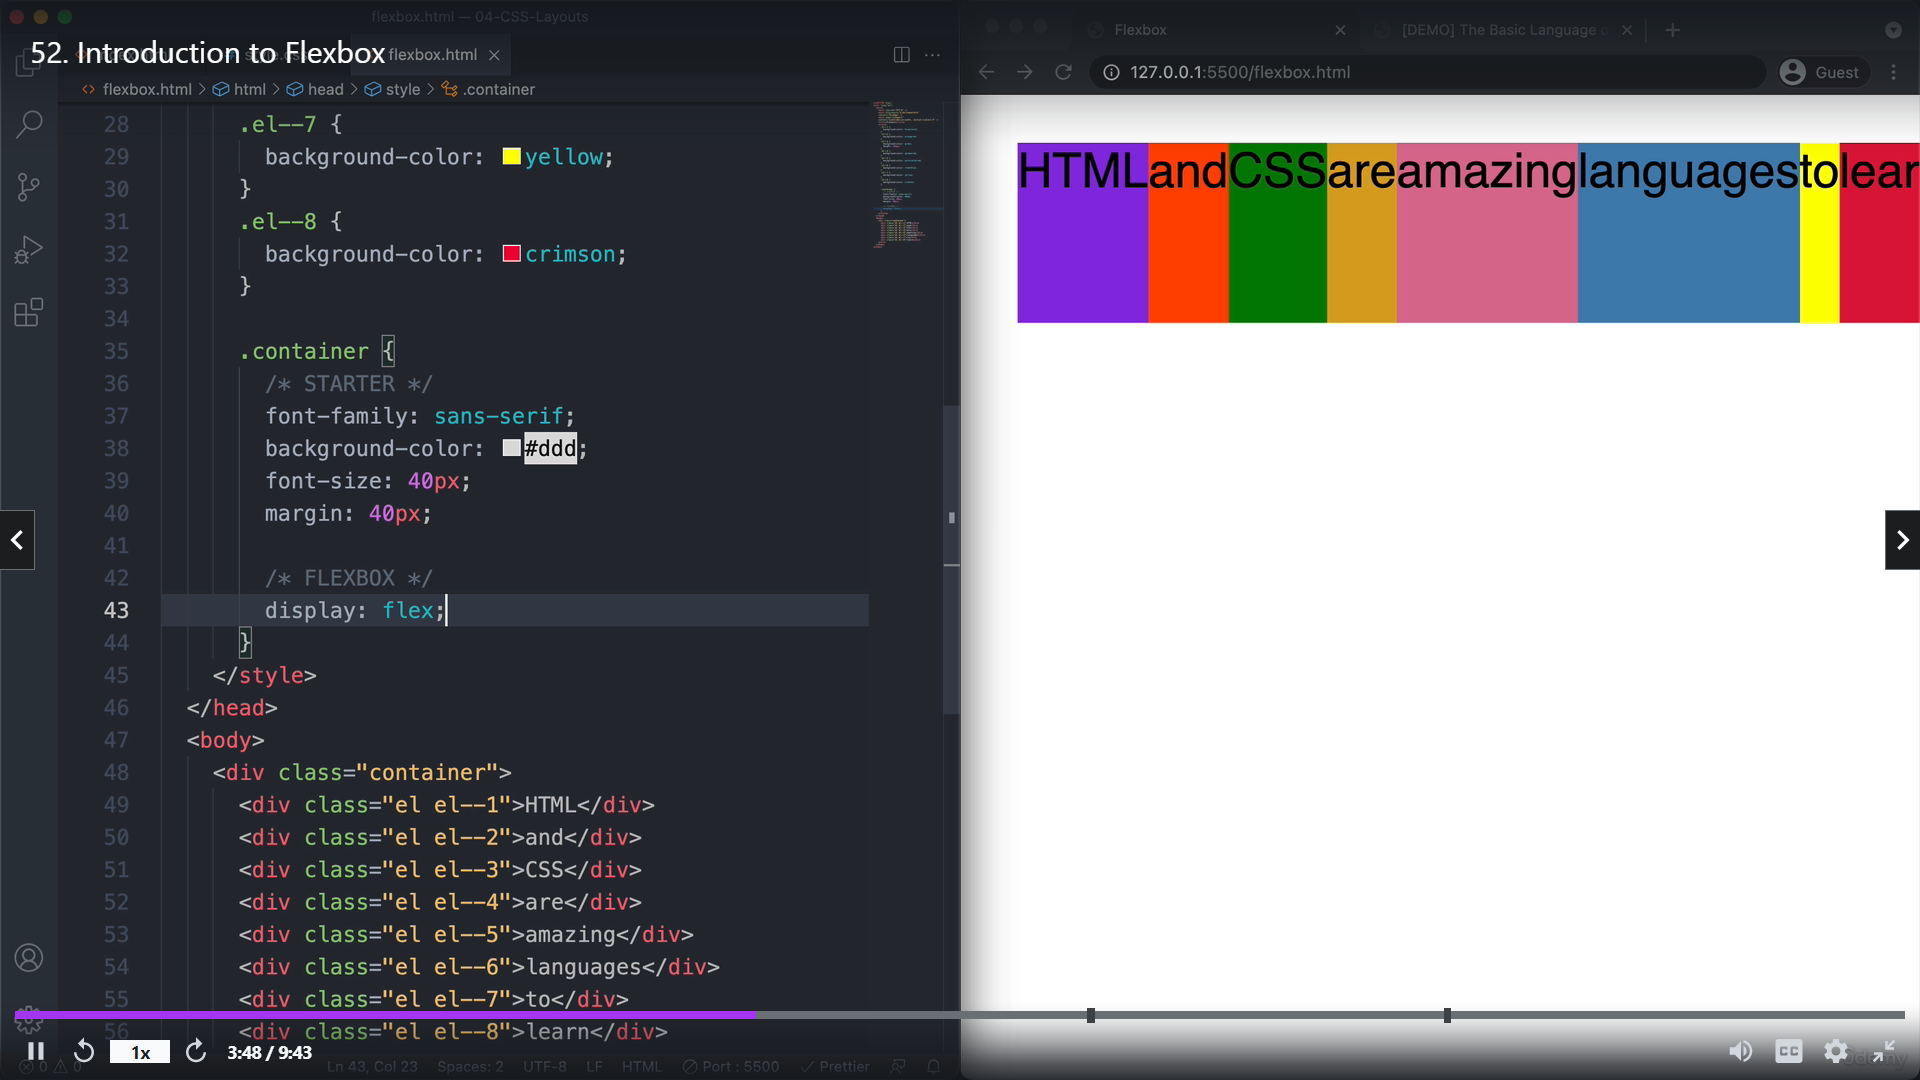 flexbox.html — 04-CSS-Layouts
52. Introduction to Flexbox
flexbox.html
flexbox.html > html > head > style > .container
28 .el--7 {
29 background-color: yellow;
30 }
31 .el--8 {
32 background-color: crimson;
33 }
34
35 .container {
36 /* STARTER */
37 font-family: sans-serif;
38 background-color: #ddd;
39 font-size: 40px;
40 margin: 40px;
41
42 /* FLEXBOX */
43 display: flex;
44 }
45 </style>
46 </head>
47 <body>
48 <div class="container">
49 <div class="el el--1">HTML</div>
50 <div class="el el--2">and</div>
51 <div class="el el--3">CSS</div>
52 <div class="el el--4">are</div>
53 <div class="el el--5">amazing</div>
54 <div class="el el--6">languages</div>
55 <div class="el el--7">to</div>
56 <div class="el el--8">learn</div>
1x 3:48 / 9:43
0 0 Ln 43, Col 23 Spaces: 2 UTF-8 LF HTML Port : 5500 Prettier
Flexbox
[DEMO] The Basic Language o
127.0.0.1:5500/flexbox.html
Guest
HTMLandCSSareamazinglanguagestolear
CC
udemy